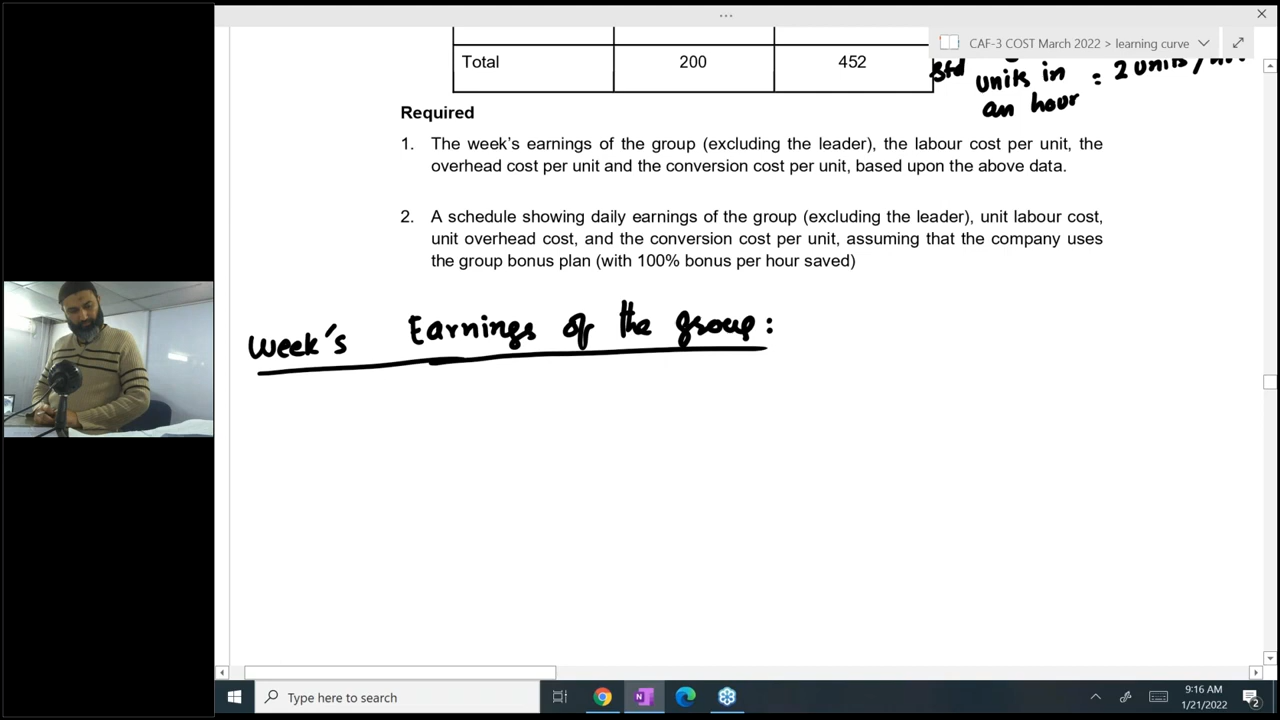 CAF-3 COST March 2022 > learning curve
Total 200 452
Std
units in = 2 units /
an hour
Required
1. The week's earnings of the group (excluding the leader), the labour cost per unit, the
overhead cost per unit and the conversion cost per unit, based upon the above data.
2. A schedule showing daily earnings of the group (excluding the leader), unit labour cost,
unit overhead cost, and the conversion cost per unit, assuming that the company uses
the group bonus plan (with 100% bonus per hour saved)
Week's Earnings of the group:
Type here to search
9:16 AM
1/21/2022
2